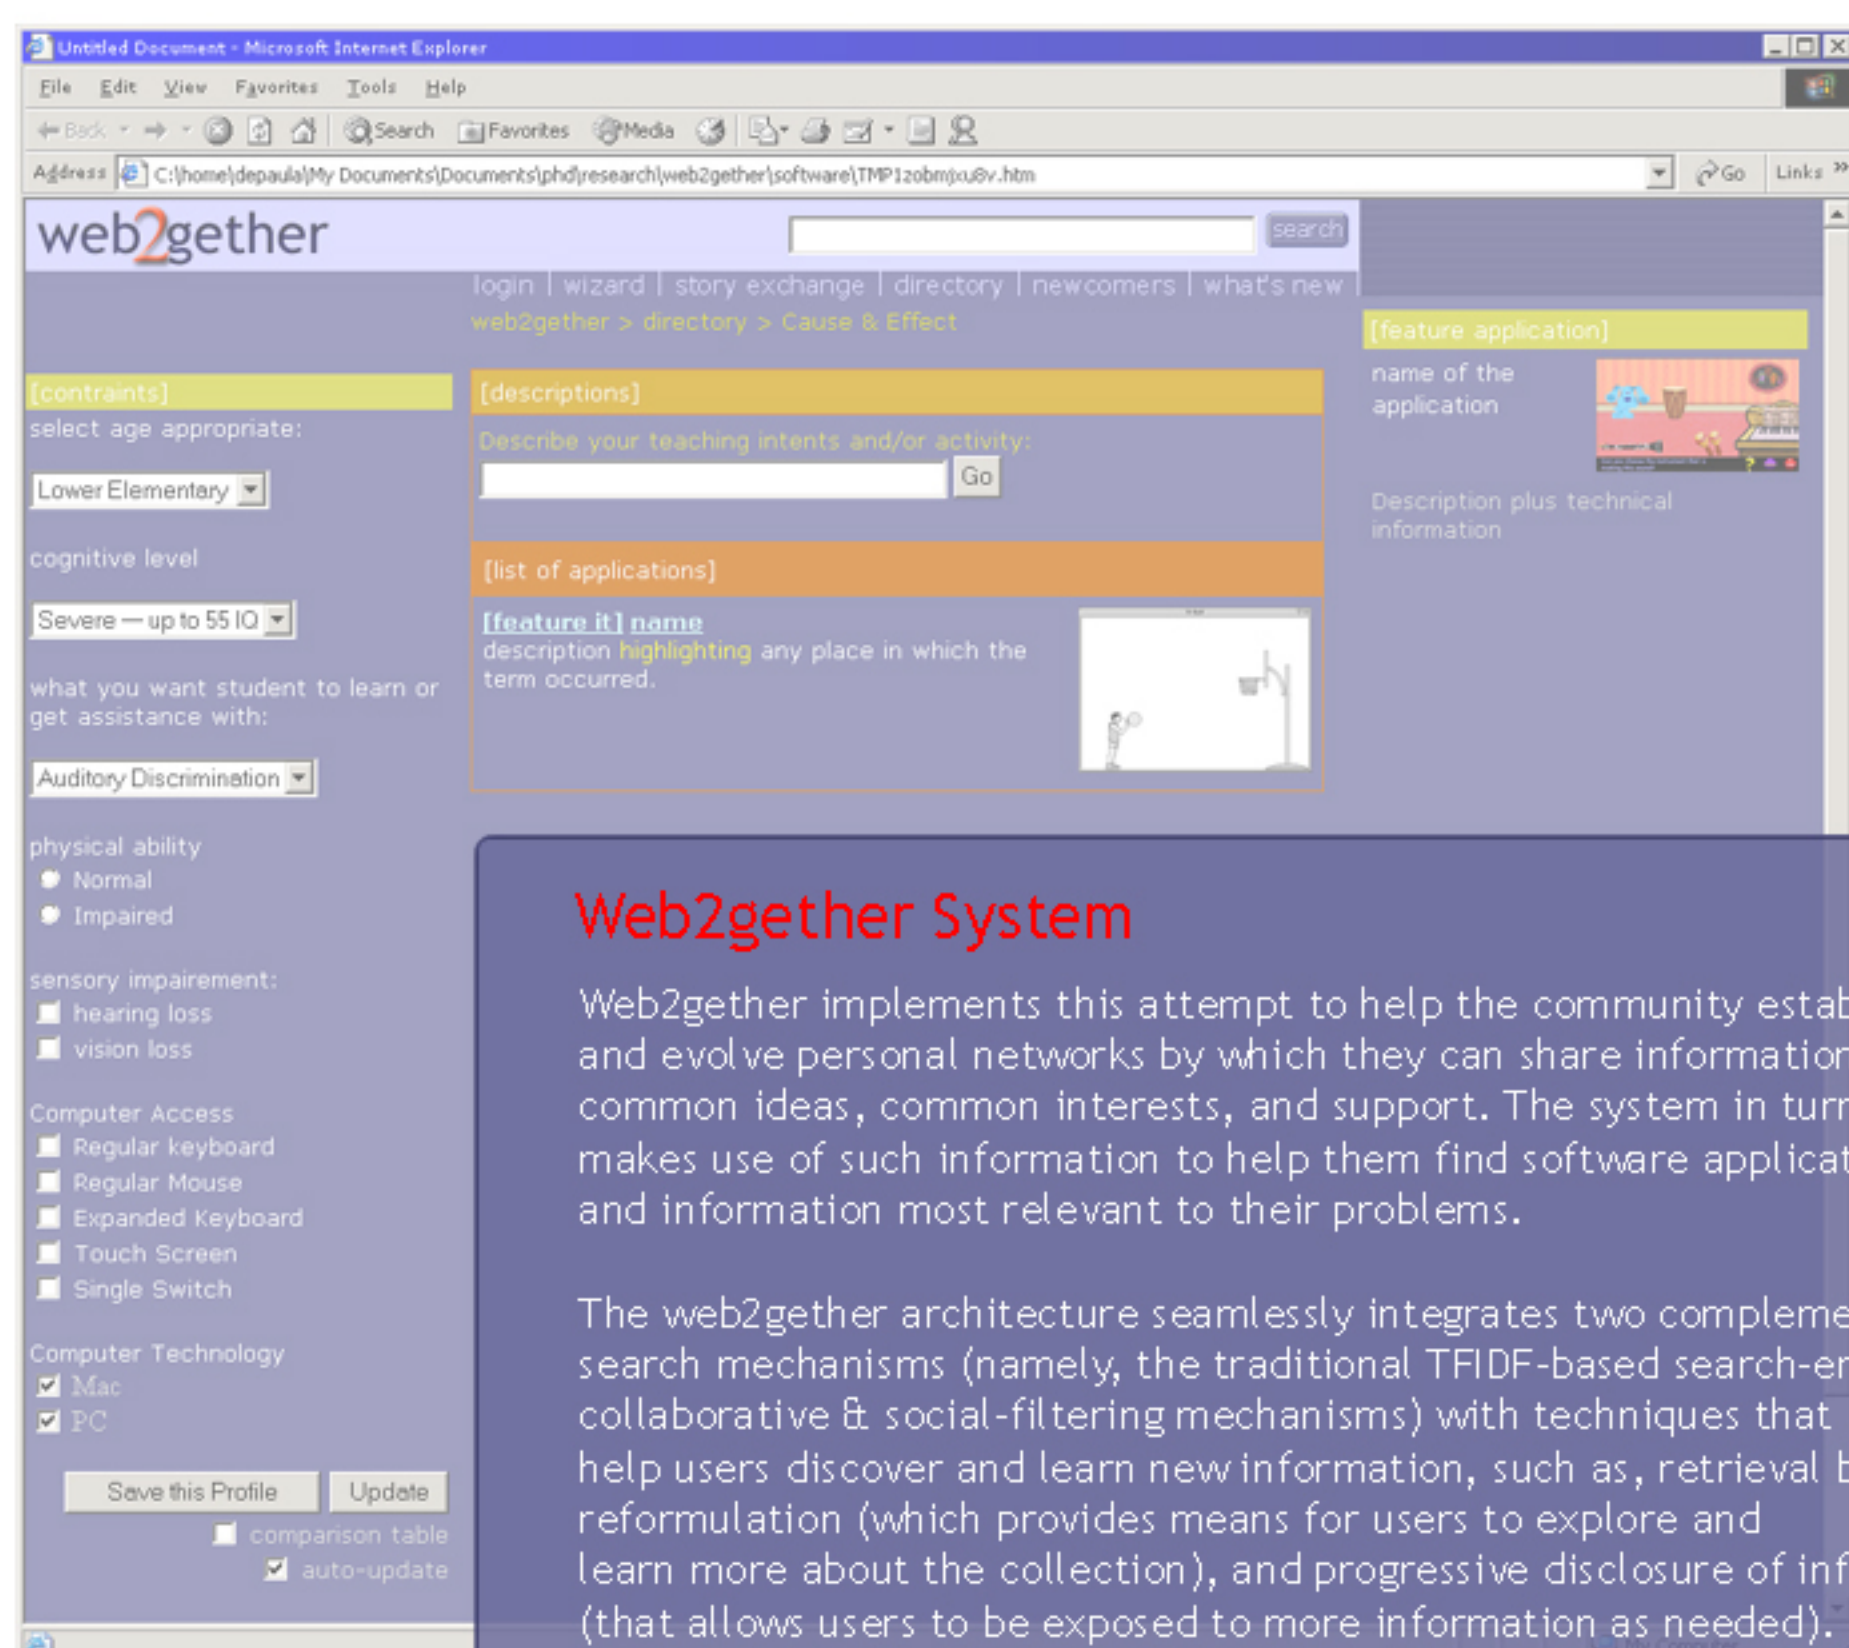 Untitled Document - Microsoft Internet Explorer
File Edit View Favorites Tools Help
Back Search Favorites Media
Address C:\home\depaula\My Documents\Documents\phd\research\web2gether\software\TMP1zobmjxu8v.htm Go Links »
web2gether search
login | wizard | story exchange | directory | newcomers | what's new
web2gether > directory > Cause & Effect
[contraints]
select age appropriate:
Lower Elementary
cognitive level
Severe — up to 55 IQ
what you want student to learn or
get assistance with:
Auditory Discrimination
physical ability
Normal
Impaired
sensory impairement:
hearing loss
vision loss
Computer Access
Regular keyboard
Regular Mouse
Expanded Keyboard
Touch Screen
Single Switch
Computer Technology
Mac
PC
Save this Profile Update
comparison table
auto-update
[descriptions]
Describe your teaching intents and/or activity:
Go
[list of applications]
[feature it] name
description highlighting any place in which the
term occurred.
[feature application]
name of the
application
Description plus technical
information
Web2gether System
Web2gether implements this attempt to help the community estab
and evolve personal networks by which they can share information
common ideas, common interests, and support. The system in turn
makes use of such information to help them find software applicat
and information most relevant to their problems.
The web2gether architecture seamlessly integrates two compleme
search mechanisms (namely, the traditional TFIDF-based search-en
collaborative & social-filtering mechanisms) with techniques that
help users discover and learn new information, such as, retrieval b
reformulation (which provides means for users to explore and
learn more about the collection), and progressive disclosure of inf
(that allows users to be exposed to more information as needed).
My Computer